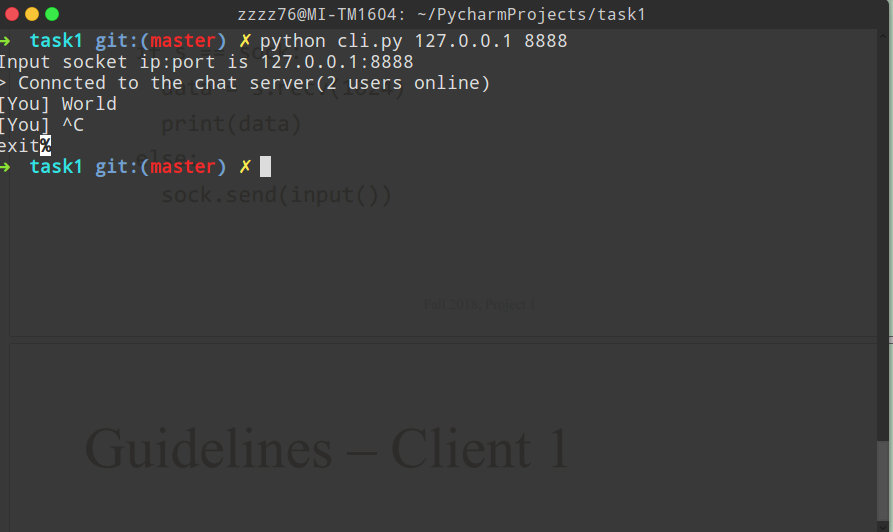 zzzz76@MI-TM1604: ~/PycharmProjects/task1
→ task1 git:(master) ✗ python cli.py 127.0.0.1 8888
Input socket ip:port is 127.0.0.1:8888
> Conncted to the chat server(2 users online)
[You] World
[You] ^C
print(data)
exit%
else:
→ task1 git:(master) ✗
sock.send(input())
Fall 2018, Project1
Guidelines – Client 1